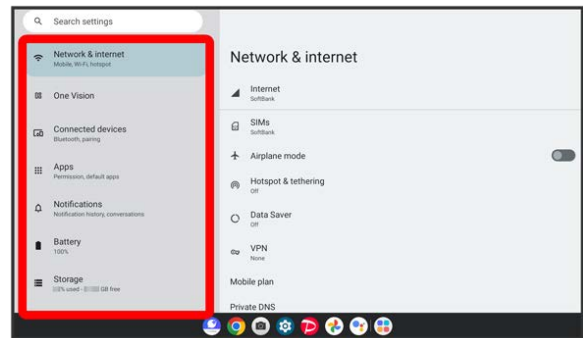 Search settings
Network & internet
Mobile, Wi-Fi, hotspot
One Vision
Connected devices
Bluetooth, pairing
Apps
Permission, default apps
Notifications
Notification history, conversations
Battery
100%
Storage
% used - GB free
Network & internet
Internet
SoftBank
SIMs
SoftBank
Airplane mode
Hotspot & tethering
Off
Data Saver
Off
VPN
None
Mobile plan
Private DNS